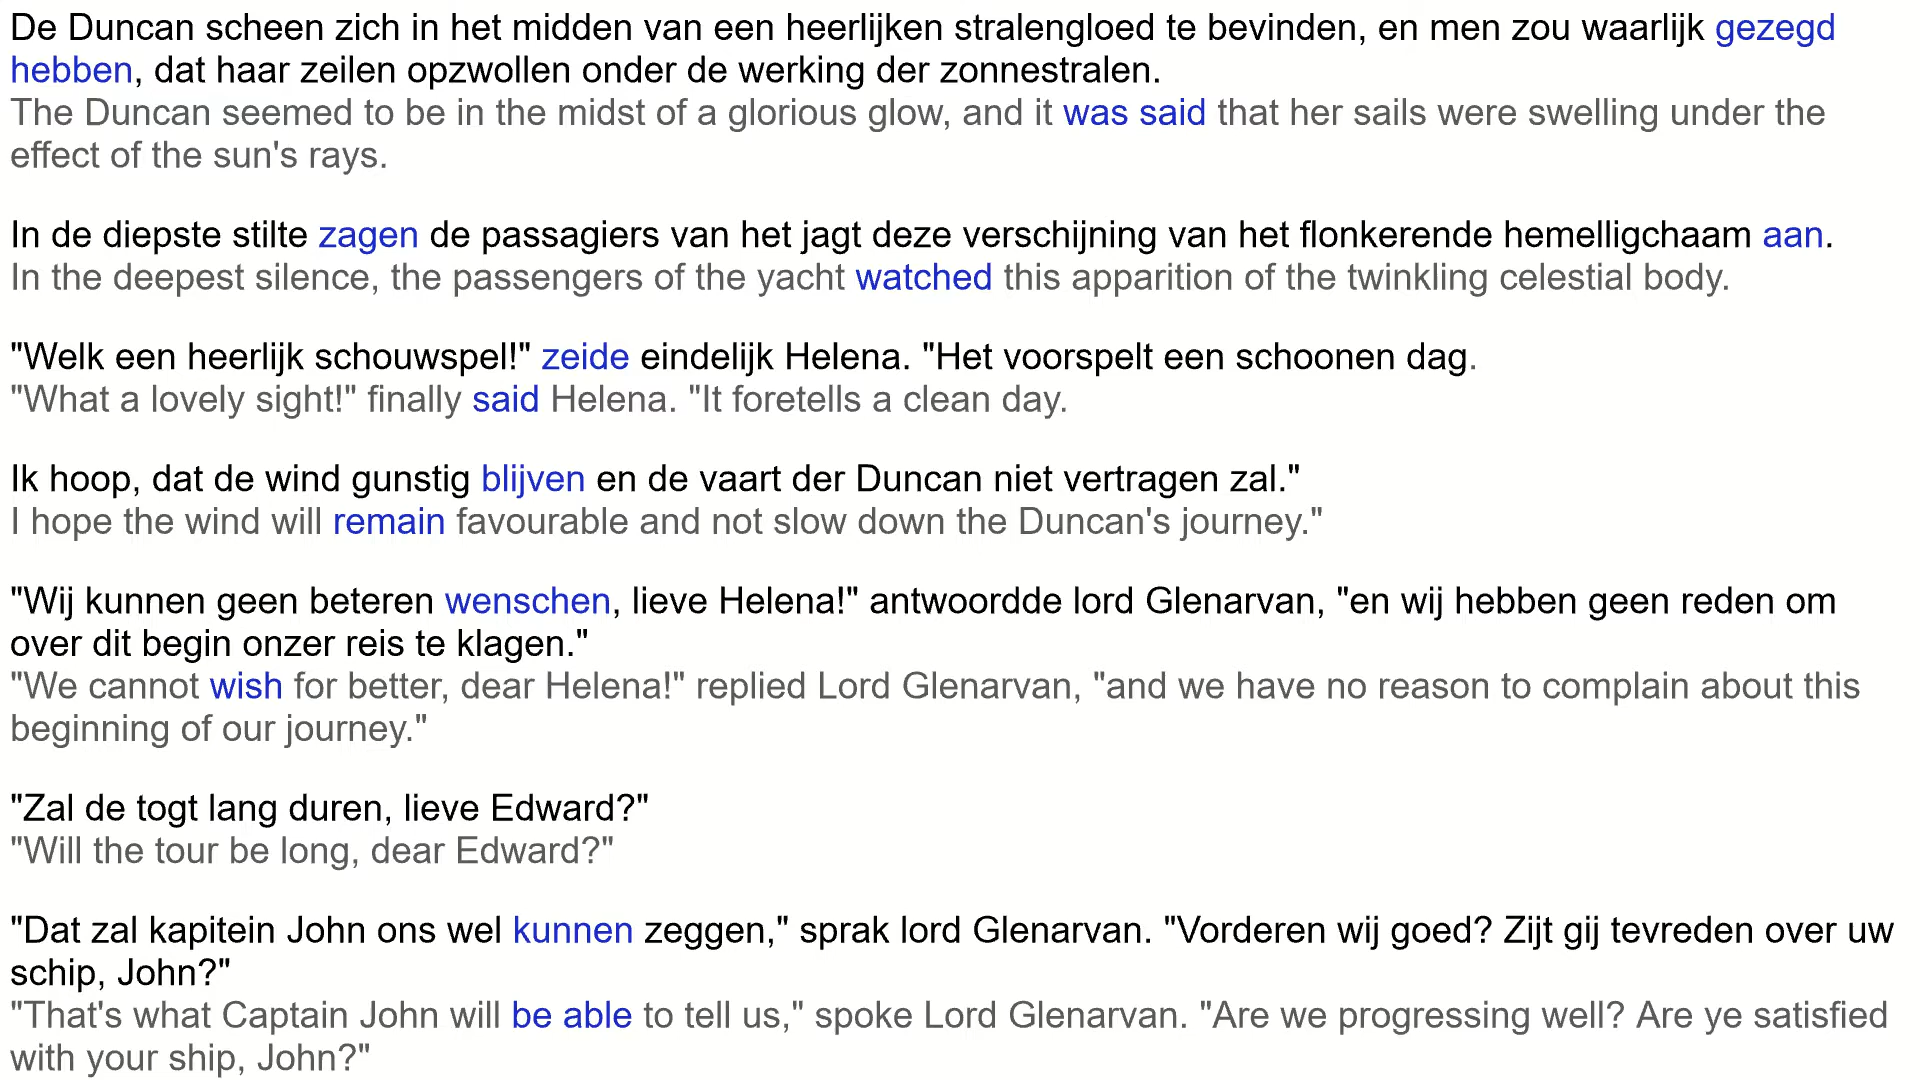 De Duncan scheen zich in het midden van een heerlijken stralengloed te bevinden, en men zou waarlijk gezegd
hebben, dat haar zeilen opzwollen onder de werking der zonnestralen.
The Duncan seemed to be in the midst of a glorious glow, and it was said that her sails were swelling under the
effect of the sun's rays.
In de diepste stilte zagen de passagiers van het jagt deze verschijning van het flonkerende hemelligchaam aan.
In the deepest silence, the passengers of the yacht watched this apparition of the twinkling celestial body.
"Welk een heerlijk schouwspel!" zeide eindelijk Helena. "Het voorspelt een schoonen dag.
"What a lovely sight!" finally said Helena. "It foretells a clean day.
Ik hoop, dat de wind gunstig blijven en de vaart der Duncan niet vertragen zal."
I hope the wind will remain favourable and not slow down the Duncan's journey."
"Wij kunnen geen beteren wenschen, lieve Helena!" antwoordde lord Glenarvan, "en wij hebben geen reden om
over dit begin onzer reis te klagen."
"We cannot wish for better, dear Helena!" replied Lord Glenarvan, "and we have no reason to complain about this
beginning of our journey."
"Zal de togt lang duren, lieve Edward?"
"Will the tour be long, dear Edward?"
"Dat zal kapitein John ons wel kunnen zeggen," sprak lord Glenarvan. "Vorderen wij goed? Zijt gij tevreden over uw
schip, John?"
"That's what Captain John will be able to tell us," spoke Lord Glenarvan. "Are we progressing well? Are ye satisfied
with your ship, John?"